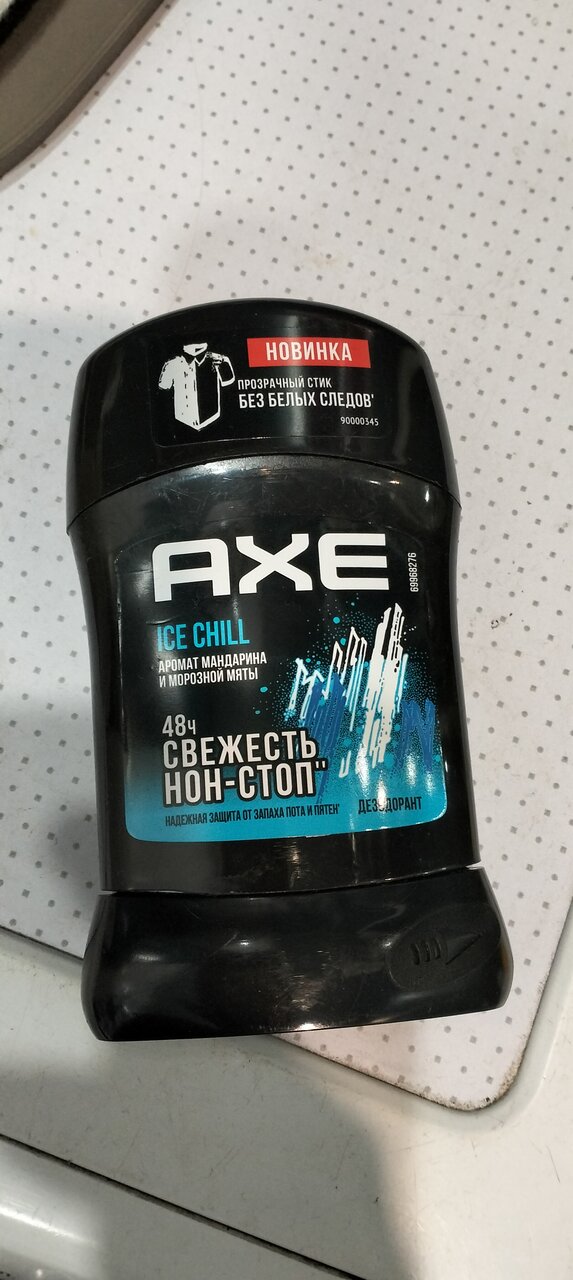 НОВИНКА
ПРОЗРАЧНЫЙ СТИК
БЕЗ БЕЛЫХ СЛЕДОВ*
90000345
AXE
69968276
ICE CHILL
АРОМАТ МАНДАРИНА
И МОРОЗНОЙ МЯТЫ
48Ч
СВЕЖЕСТЬ
НОН-СТОП**
НАДЕЖНАЯ ЗАЩИТА ОТ ЗАПАХА ПОТА И ПЯТЕН*
ДЕЗОДОРАНТ